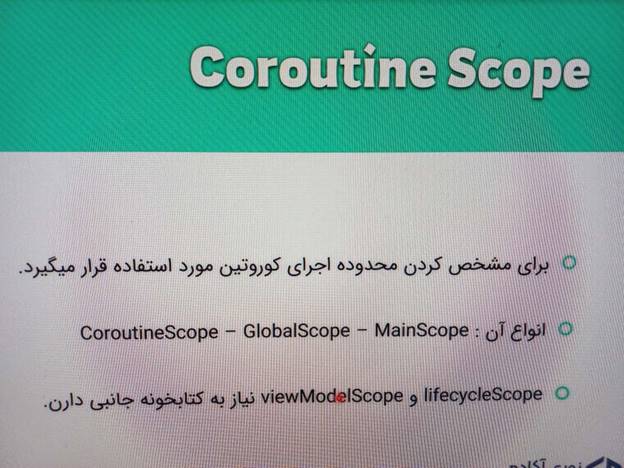 Coroutine Scope
برای مشخص کردن محدوده اجرای کوروتین مورد استفاده قرار میگیرد.
انواع آن : CoroutineScope – GlobalScope – MainScope
lifecycleScope و viewModelScope نیاز به کتابخونه جانبی دارن.